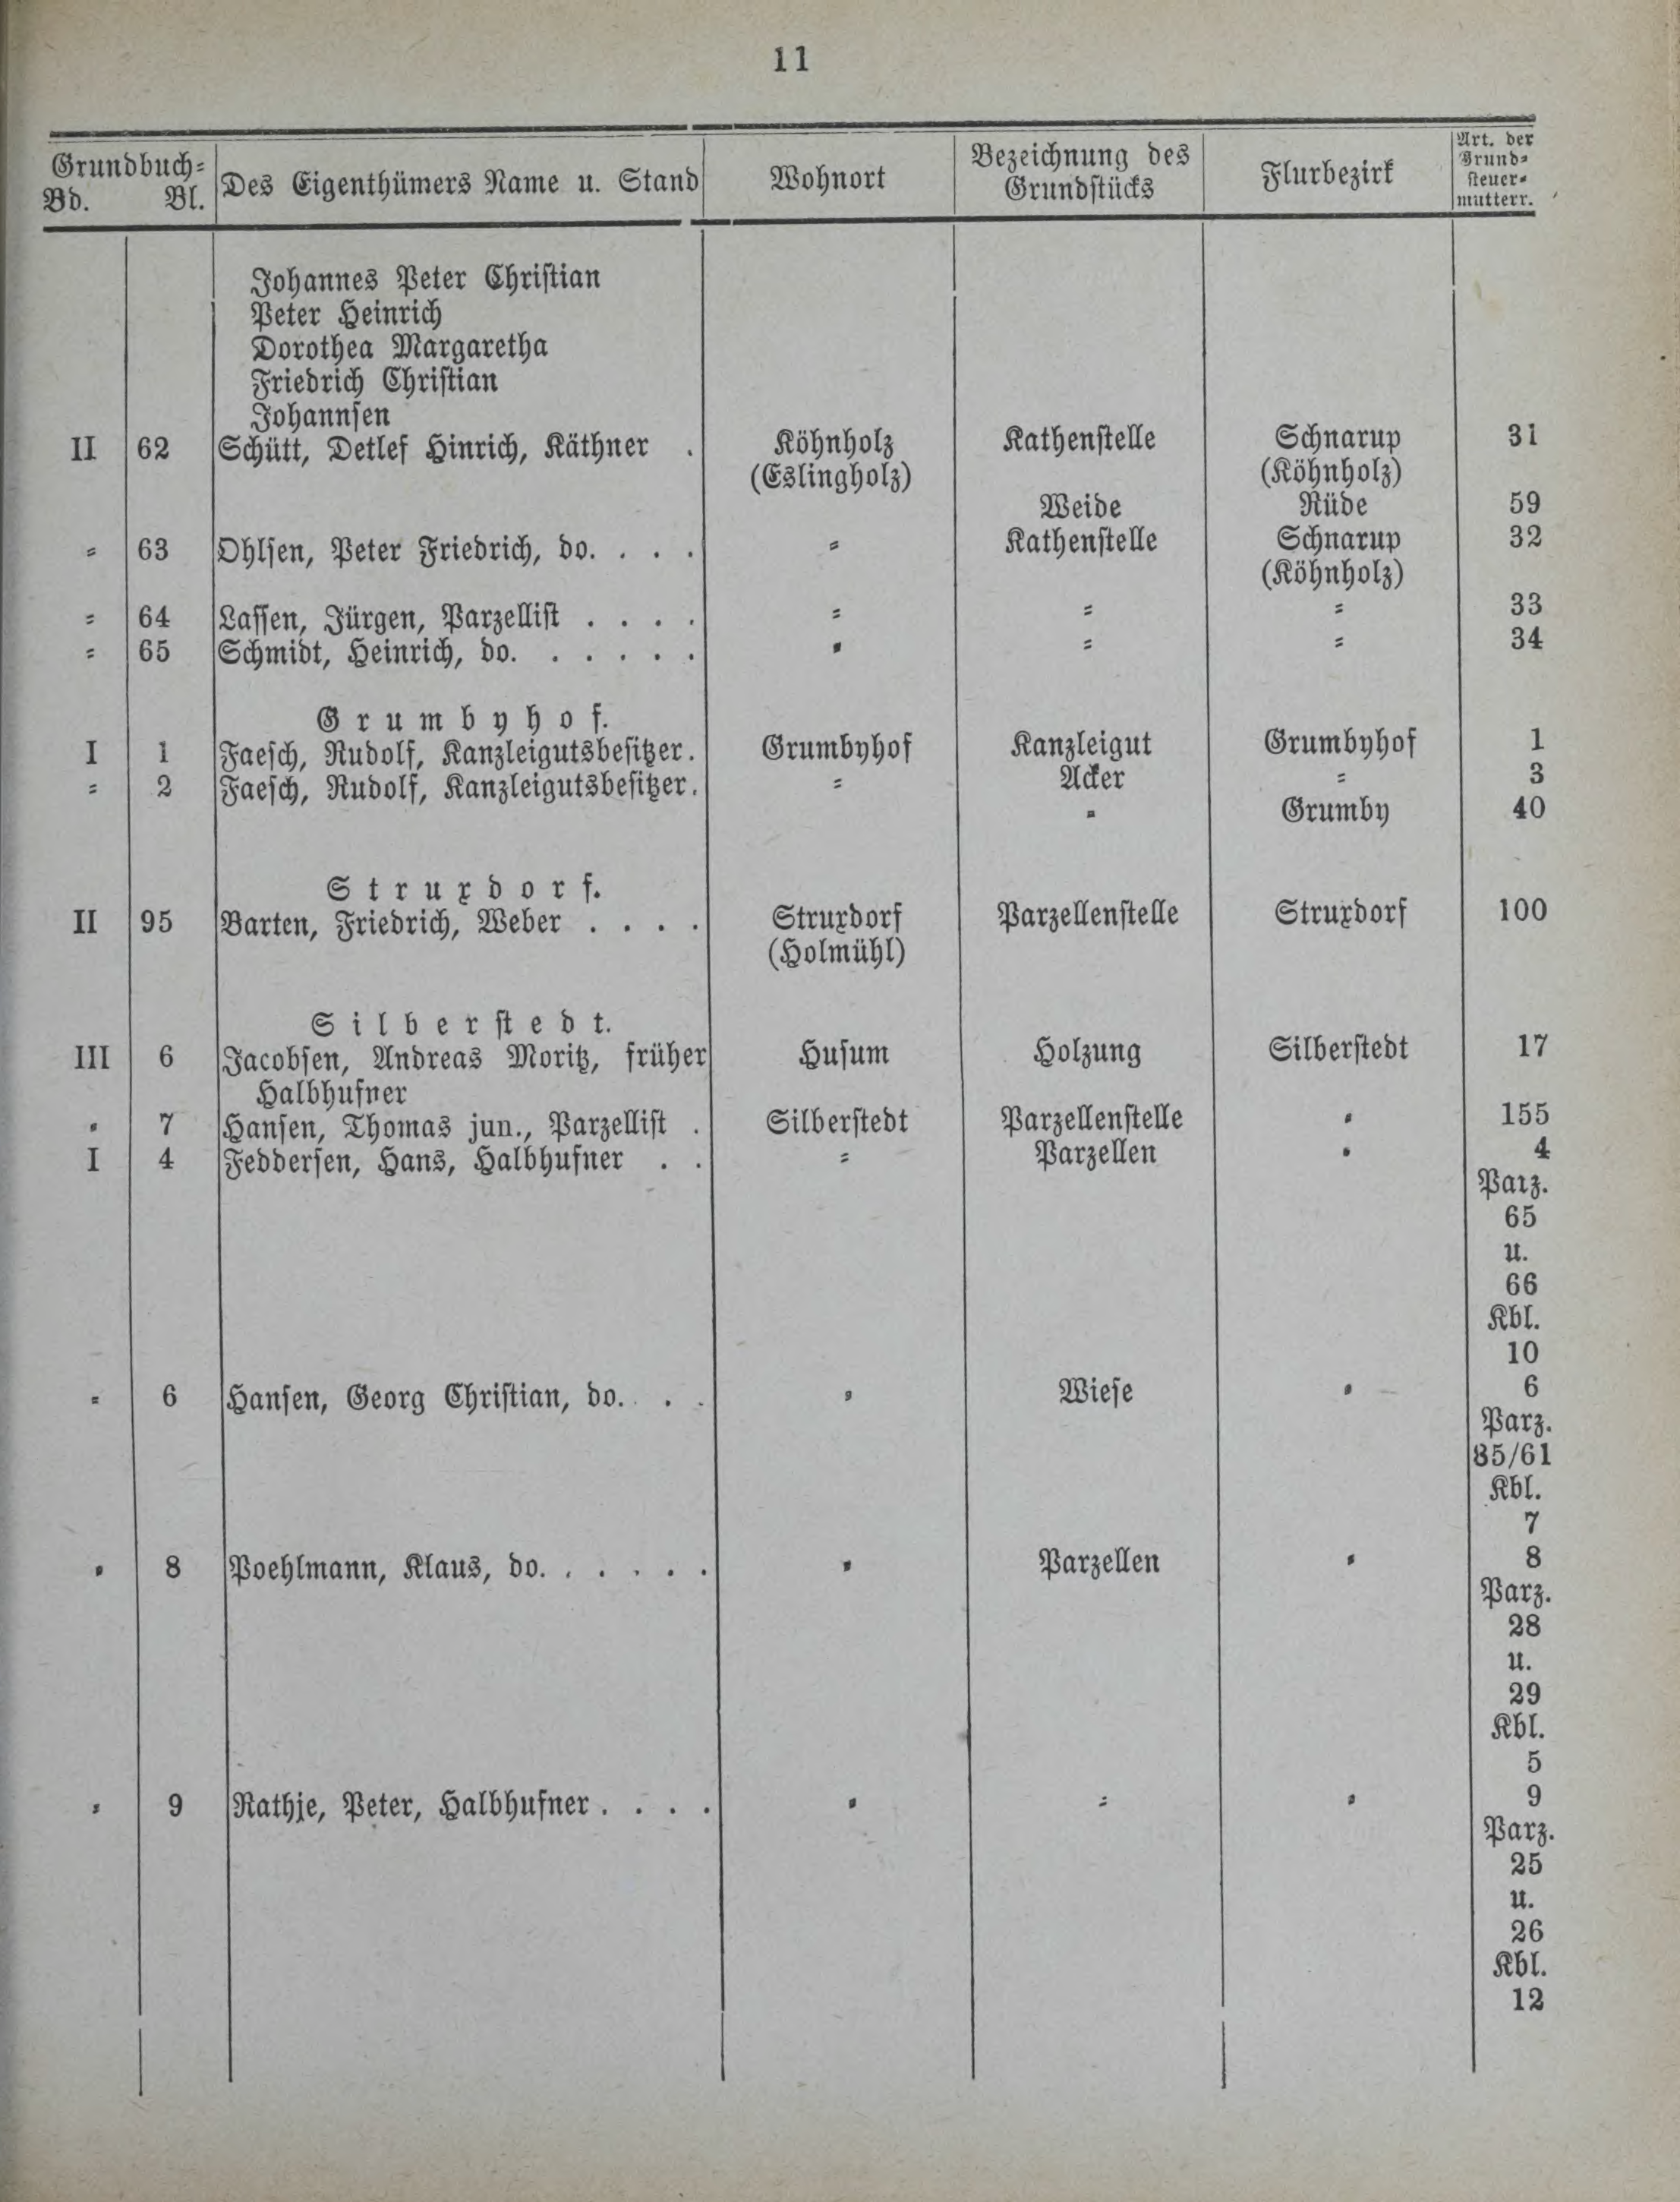 11
Grundbuch= Des Eigenthümers Name u. Stand Wohnort Bezeichnung des Grundstücks Flurbezirk Art. der Grund= steuer= mutterr.
Bd. Bl.
Johannes Peter Christian
Peter Heinrich
Dorothea Margaretha
Friedrich Christian
Johannsen
II 62 Schütt, Detlef Hinrich, Käthner . Köhnholz Kathenstelle Schnarup 31
(Eslingholz) (Köhnholz)
Weide Rüde 59
= 63 Ohlsen, Peter Friedrich, do. . . . = Kathenstelle Schnarup 32
(Köhnholz)
= 64 Lassen, Jürgen, Parzellist . . . . = = = 33
= 65 Schmidt, Heinrich, do. . . . . . = = = 34
Grumbyhof.
I 1 Faesch, Rudolf, Kanzleigutsbesitzer. Grumbyhof Kanzleigut Grumbyhof 1
= 2 Faesch, Rudolf, Kanzleigutsbesitzer. = Acker = 3
= Grumby 40
Struxdorf.
II 95 Barten, Friedrich, Weber . . . . Struxdorf Parzellenstelle Struxdorf 100
(Holmühl)
Silberstedt.
III 6 Jacobsen, Andreas Moritz, früher Husum Holzung Silberstedt 17
Halbhufner
= 7 Hansen, Thomas jun., Parzellist . Silberstedt Parzellenstelle = 155
I 4 Feddersen, Hans, Halbhufner . . = Parzellen = 4
Parz.
65
u.
66
Kbl.
10
= 6 Hansen, Georg Christian, do. . . . = Wiese = 6
Parz.
85/61
Kbl.
7
= 8 Poehlmann, Klaus, do. . . . . . = Parzellen = 8
Parz.
28
u.
29
Kbl.
5
= 9 Rathje, Peter, Halbhufner . . . . = = = 9
Parz.
25
u.
26
Kbl.
12